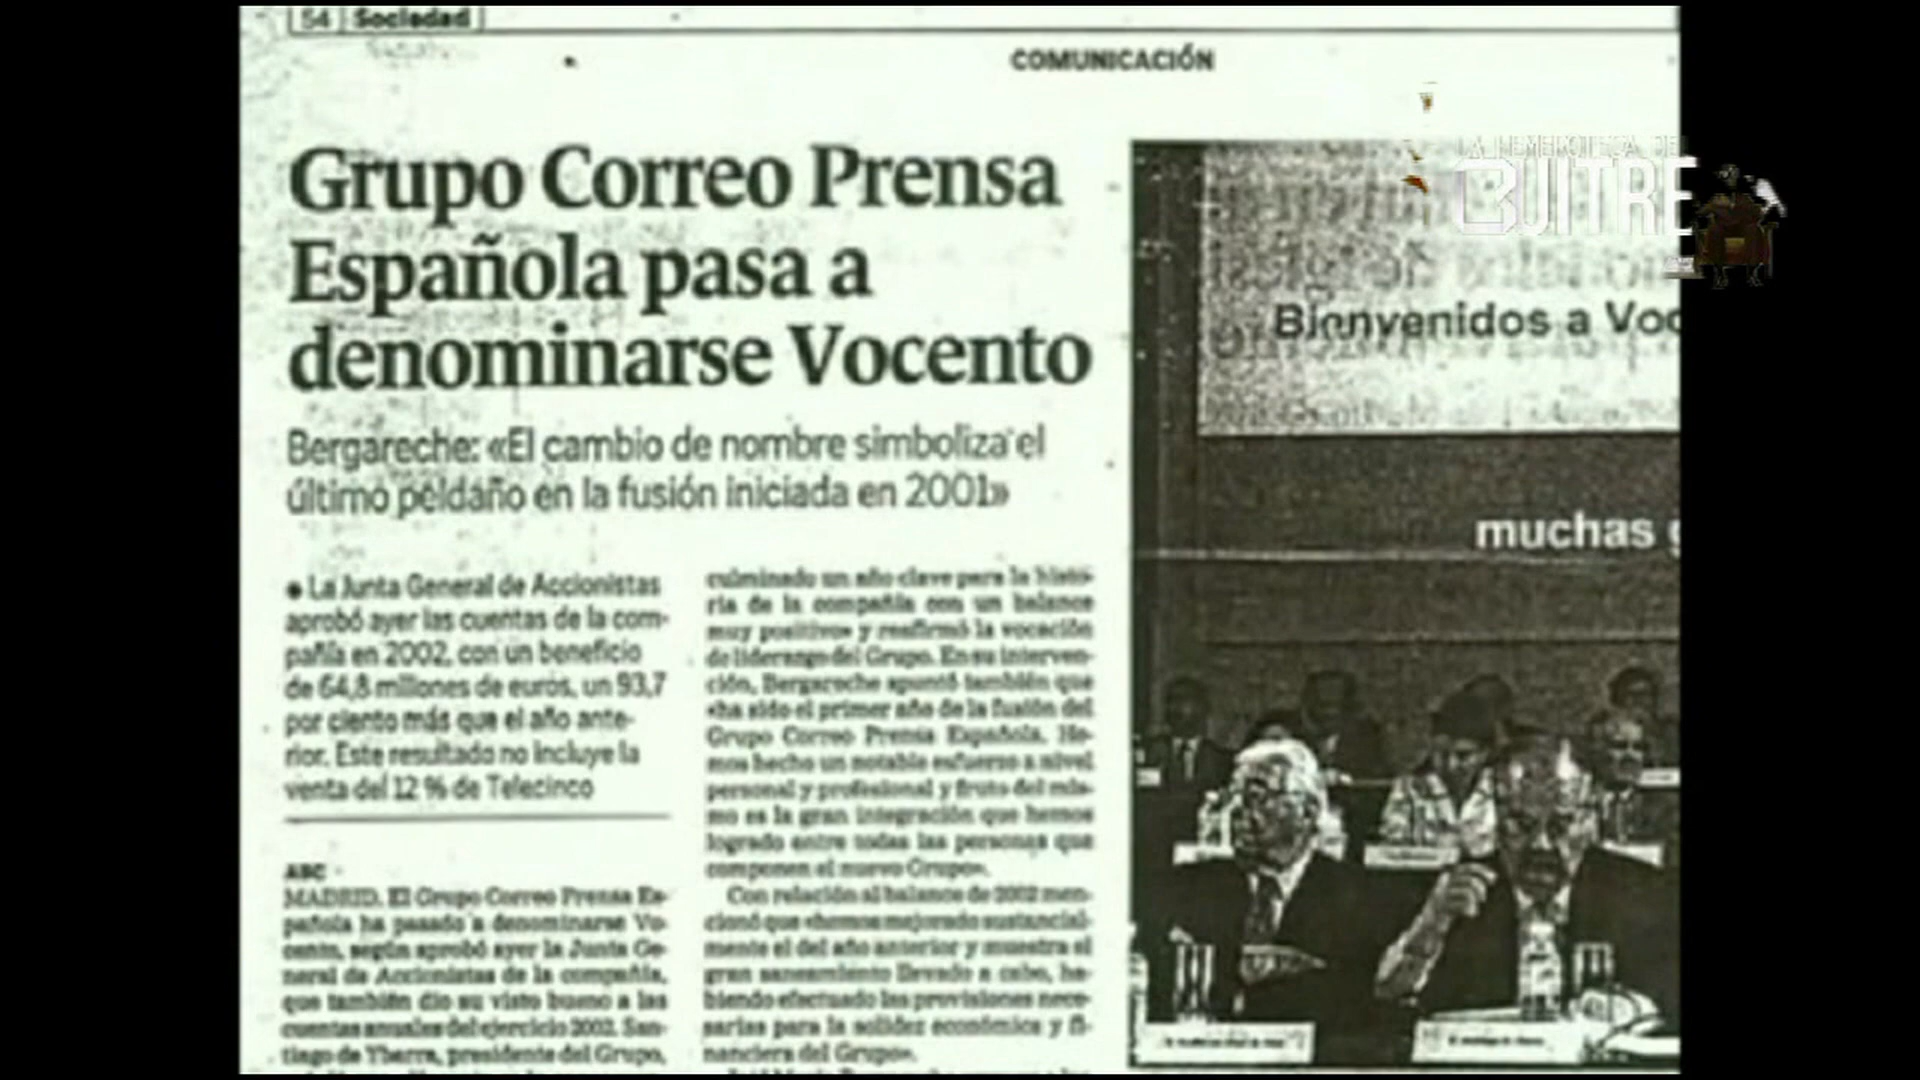 54 Sociedad
COMUNICACIÓN
LA HEMEROTECA DEL
BUITRE
Grupo Correo Prensa
Española pasa a
denominarse Vocento
Bergareche: «El cambio de nombre simboliza el
último peldaño en la fusión iniciada en 2001»
● La Junta General de Accionistas
aprobó ayer las cuentas de la com-
pañía en 2002, con un beneficio
de 64,8 millones de euros, un 93,7
por ciento más que el año ante-
rior. Este resultado no incluye la
venta del 12 % de Telecinco
ABC
MADRID. El Grupo Correo Prensa Es-
pañola ha pasado a denominarse Vo-
cento, según aprobó ayer la Junta Ge-
neral de Accionistas de la compañía,
que también dio su visto bueno a las
cuentas anuales del ejercicio 2002. San-
tiago de Ybarra, presidente del Grupo,
culminado un año clave para la histo-
ria de la compañía con un balance
muy positivo» y reafirmó la vocación
de liderazgo del Grupo. En su interven-
ción, Bergareche apuntó también que
«ha sido el primer año de la fusión del
Grupo Correo Prensa Española. He-
mos hecho un notable esfuerzo a nivel
personal y profesional y fruto del mis-
mo es la gran integración que hemos
logrado entre todas las personas que
componen el nuevo Grupo».
Con relación al balance de 2002 men-
cionó que «hemos mejorado sustancial-
mente el del año anterior y muestra el
gran saneamiento llevado a cabo, ha-
biendo efectuado las provisiones nece-
sarias para la solidez económica y fi-
nanciera del Grupo».
Bienvenidos a Voc
muchas g